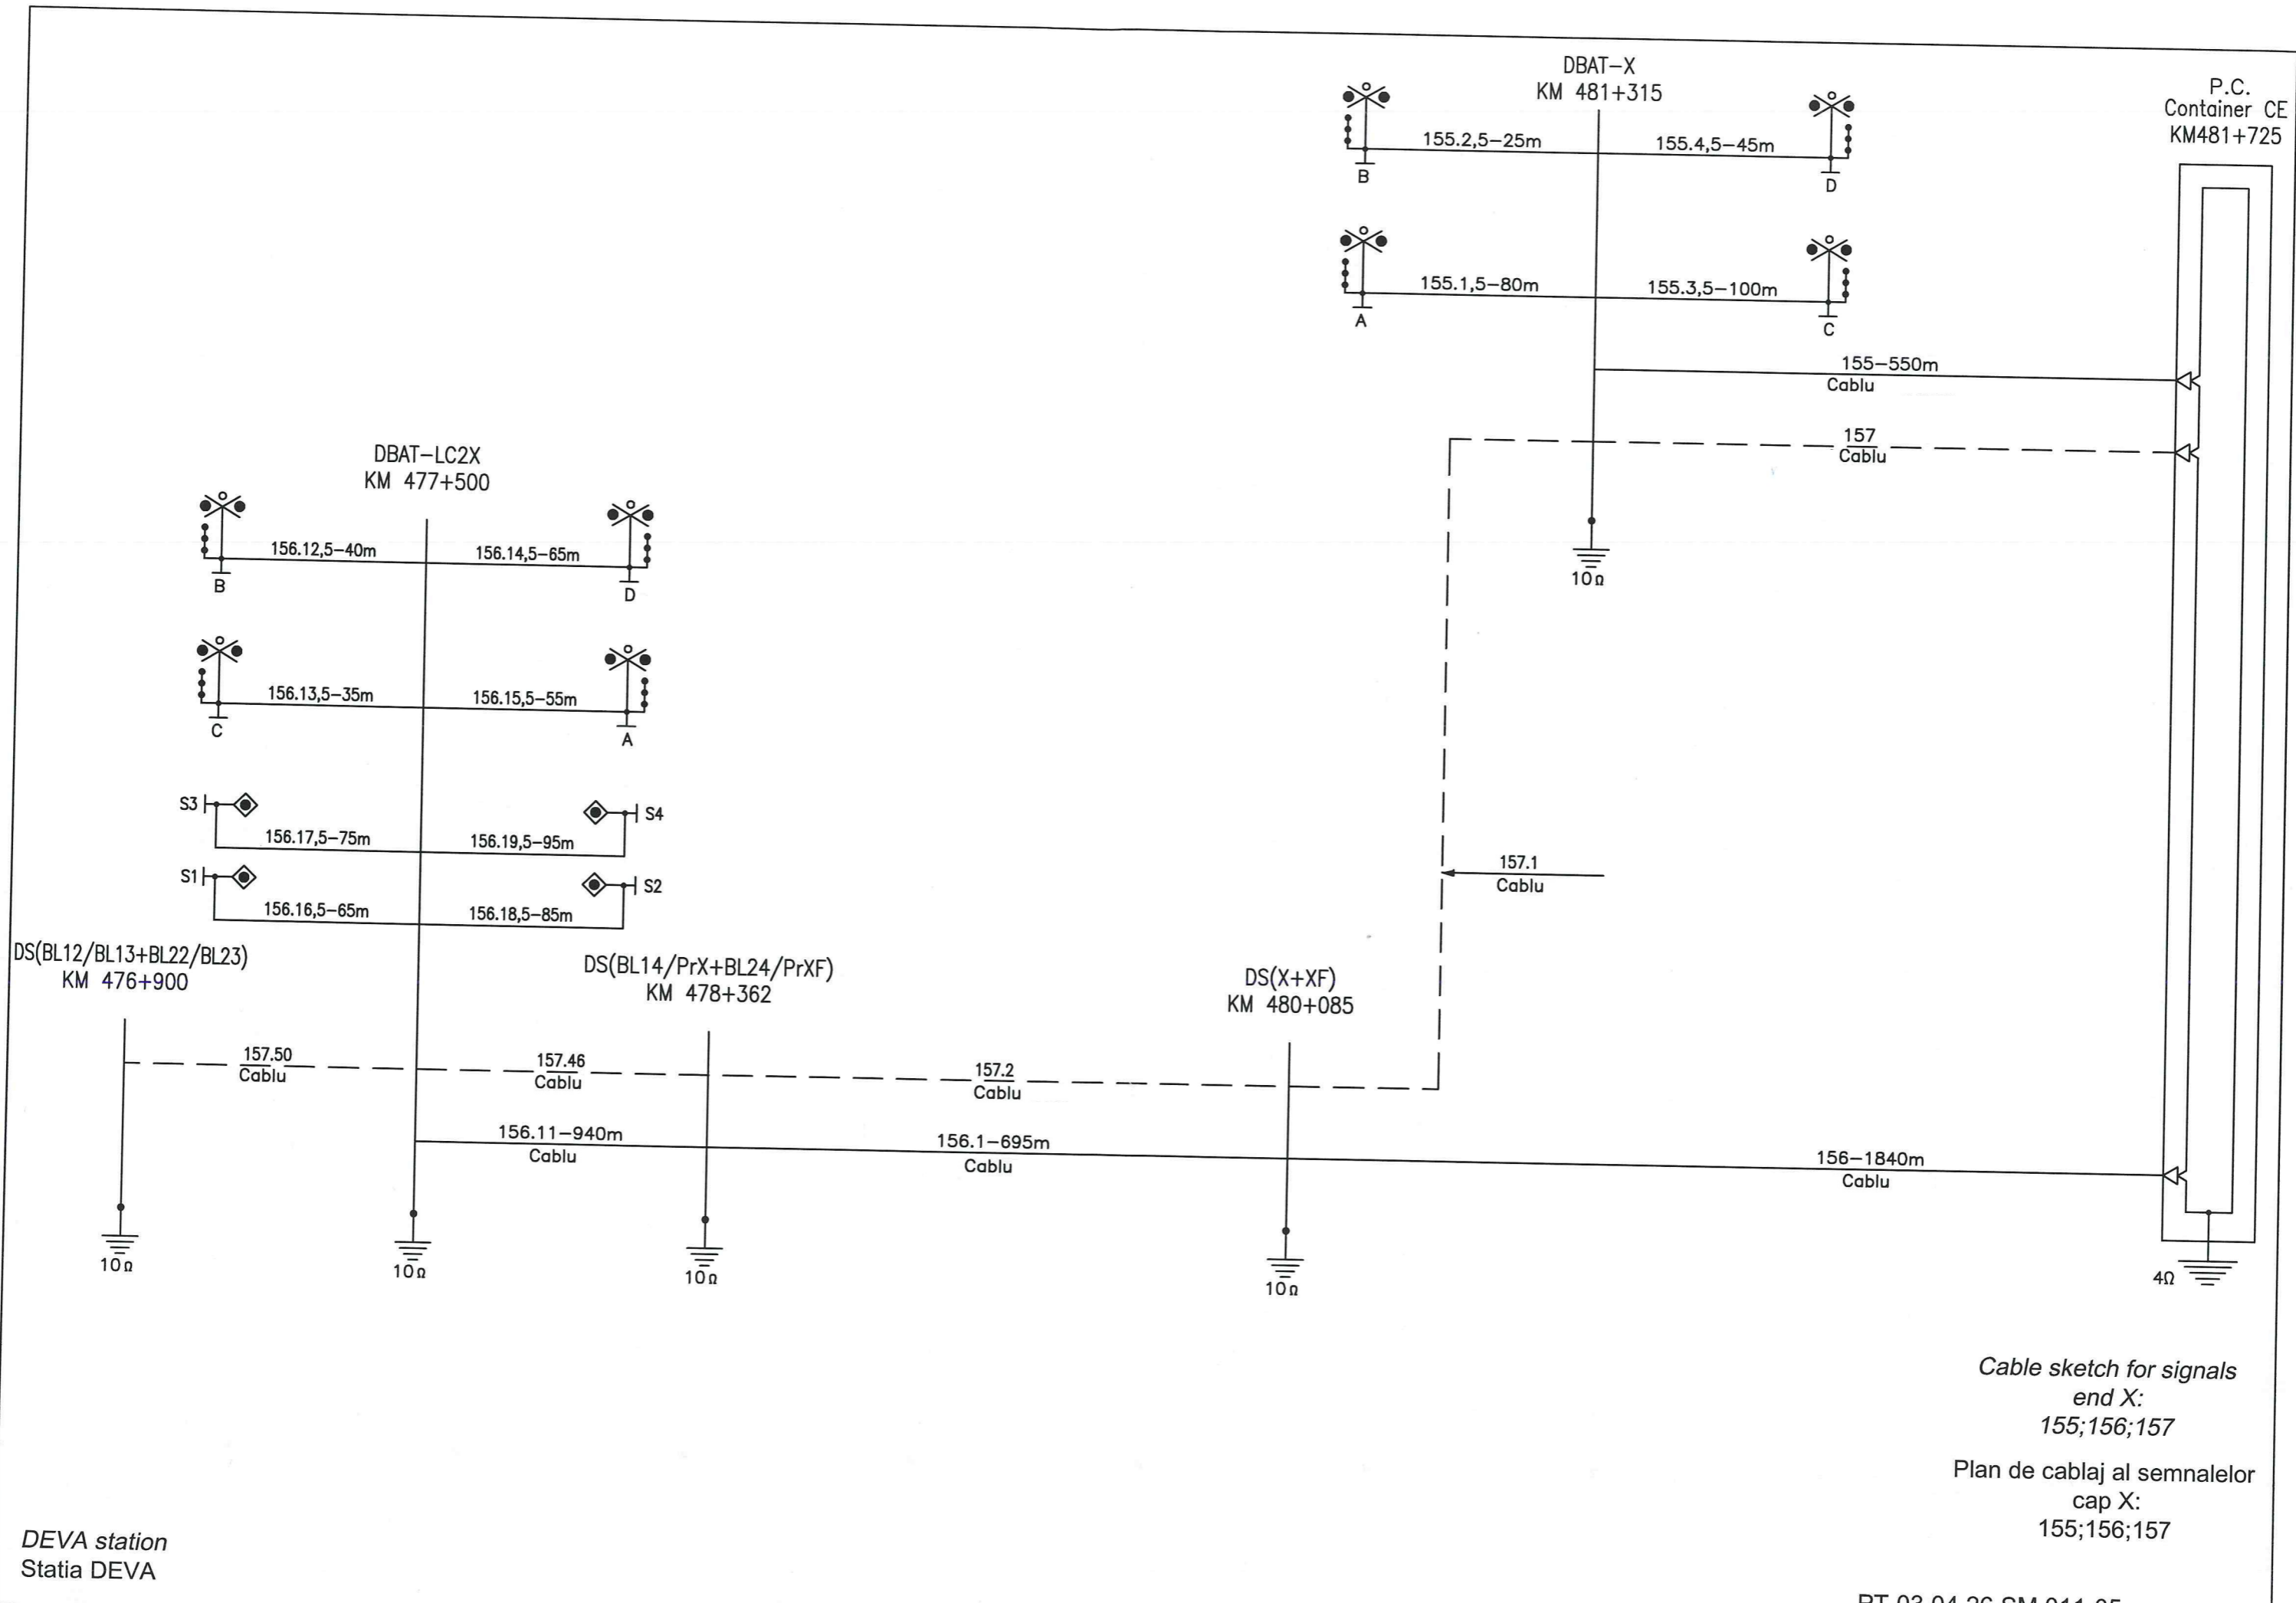 DBAT-X
KM 481+315
P.C.
Container CE
KM481+725
155.2,5-25m
155.4,5-45m
B
D
155.1,5-80m
155.3,5-100m
A
C
155-550m
Cablu
157
Cablu
10Ω
DBAT-LC2X
KM 477+500
156.12,5-40m
156.14,5-65m
B
D
156.13,5-35m
156.15,5-55m
C
A
S3
S4
156.17,5-75m
156.19,5-95m
S1
S2
156.16,5-65m
156.18,5-85m
157.1
Cablu
DS(BL12/BL13+BL22/BL23)
KM 476+900
DS(BL14/PrX+BL24/PrXF)
KM 478+362
DS(X+XF)
KM 480+085
157.50
Cablu
157.46
Cablu
157.2
Cablu
156.11-940m
Cablu
156.1-695m
Cablu
156-1840m
Cablu
10Ω
10Ω
10Ω
10Ω
4Ω
Cable sketch for signals
end X:
155;156;157
Plan de cablaj al semnalelor
cap X:
155;156;157
DEVA station
Statia DEVA